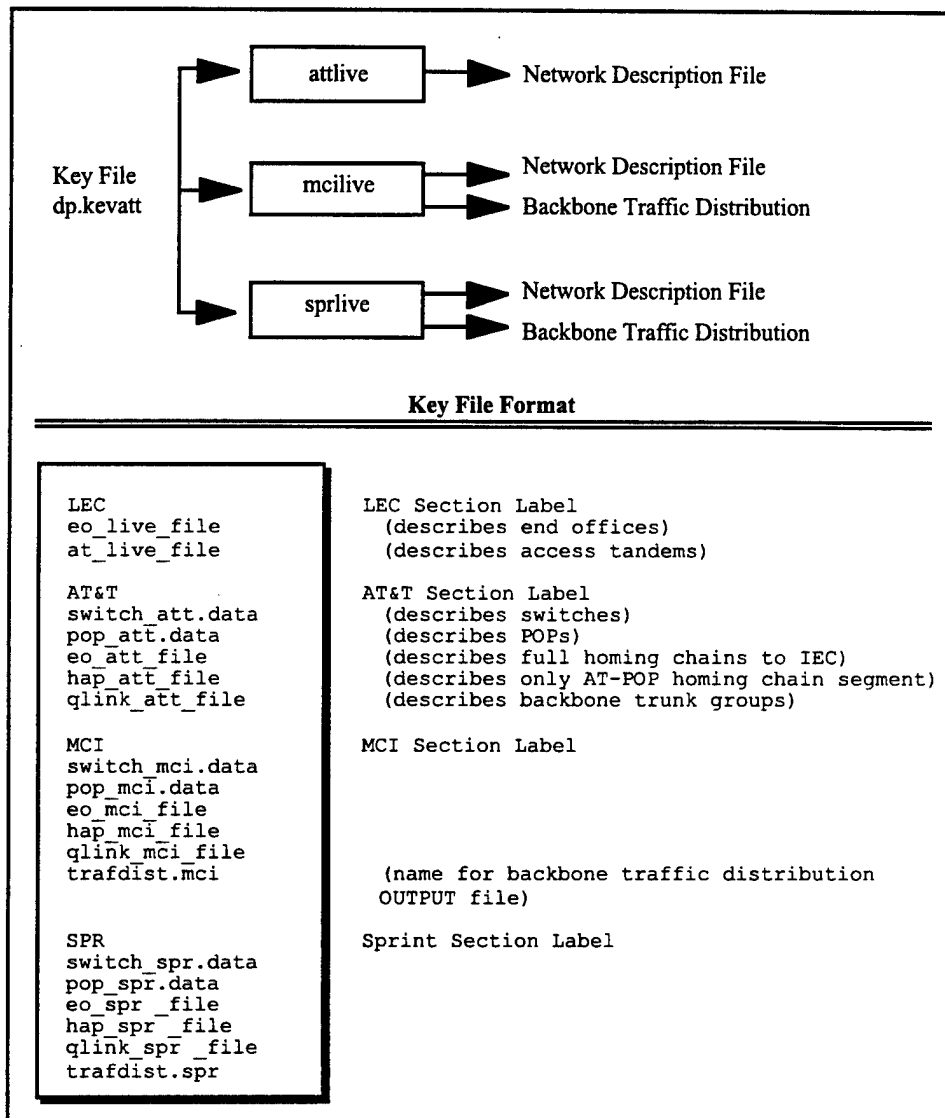 attlive
Network Description File
Key File
dp.kevatt
mcilive
Network Description File
Backbone Traffic Distribution
sprlive
Network Description File
Backbone Traffic Distribution
Key File Format
LEC LEC Section Label
eo_live_file (describes end offices)
at_live_file (describes access tandems)
AT&T AT&T Section Label
switch_att.data (describes switches)
pop_att.data (describes POPs)
eo_att_file (describes full homing chains to IEC)
hap_att_file (describes only AT-POP homing chain segment)
qlink_att_file (describes backbone trunk groups)
MCI MCI Section Label
switch_mci.data
pop_mci.data
eo_mci_file
hap_mci_file
qlink_mci_file
trafdist.mci (name for backbone traffic distribution
OUTPUT file)
SPR Sprint Section Label
switch_spr.data
pop_spr.data
eo_spr _file
hap_spr _file
qlink_spr _file
trafdist.spr